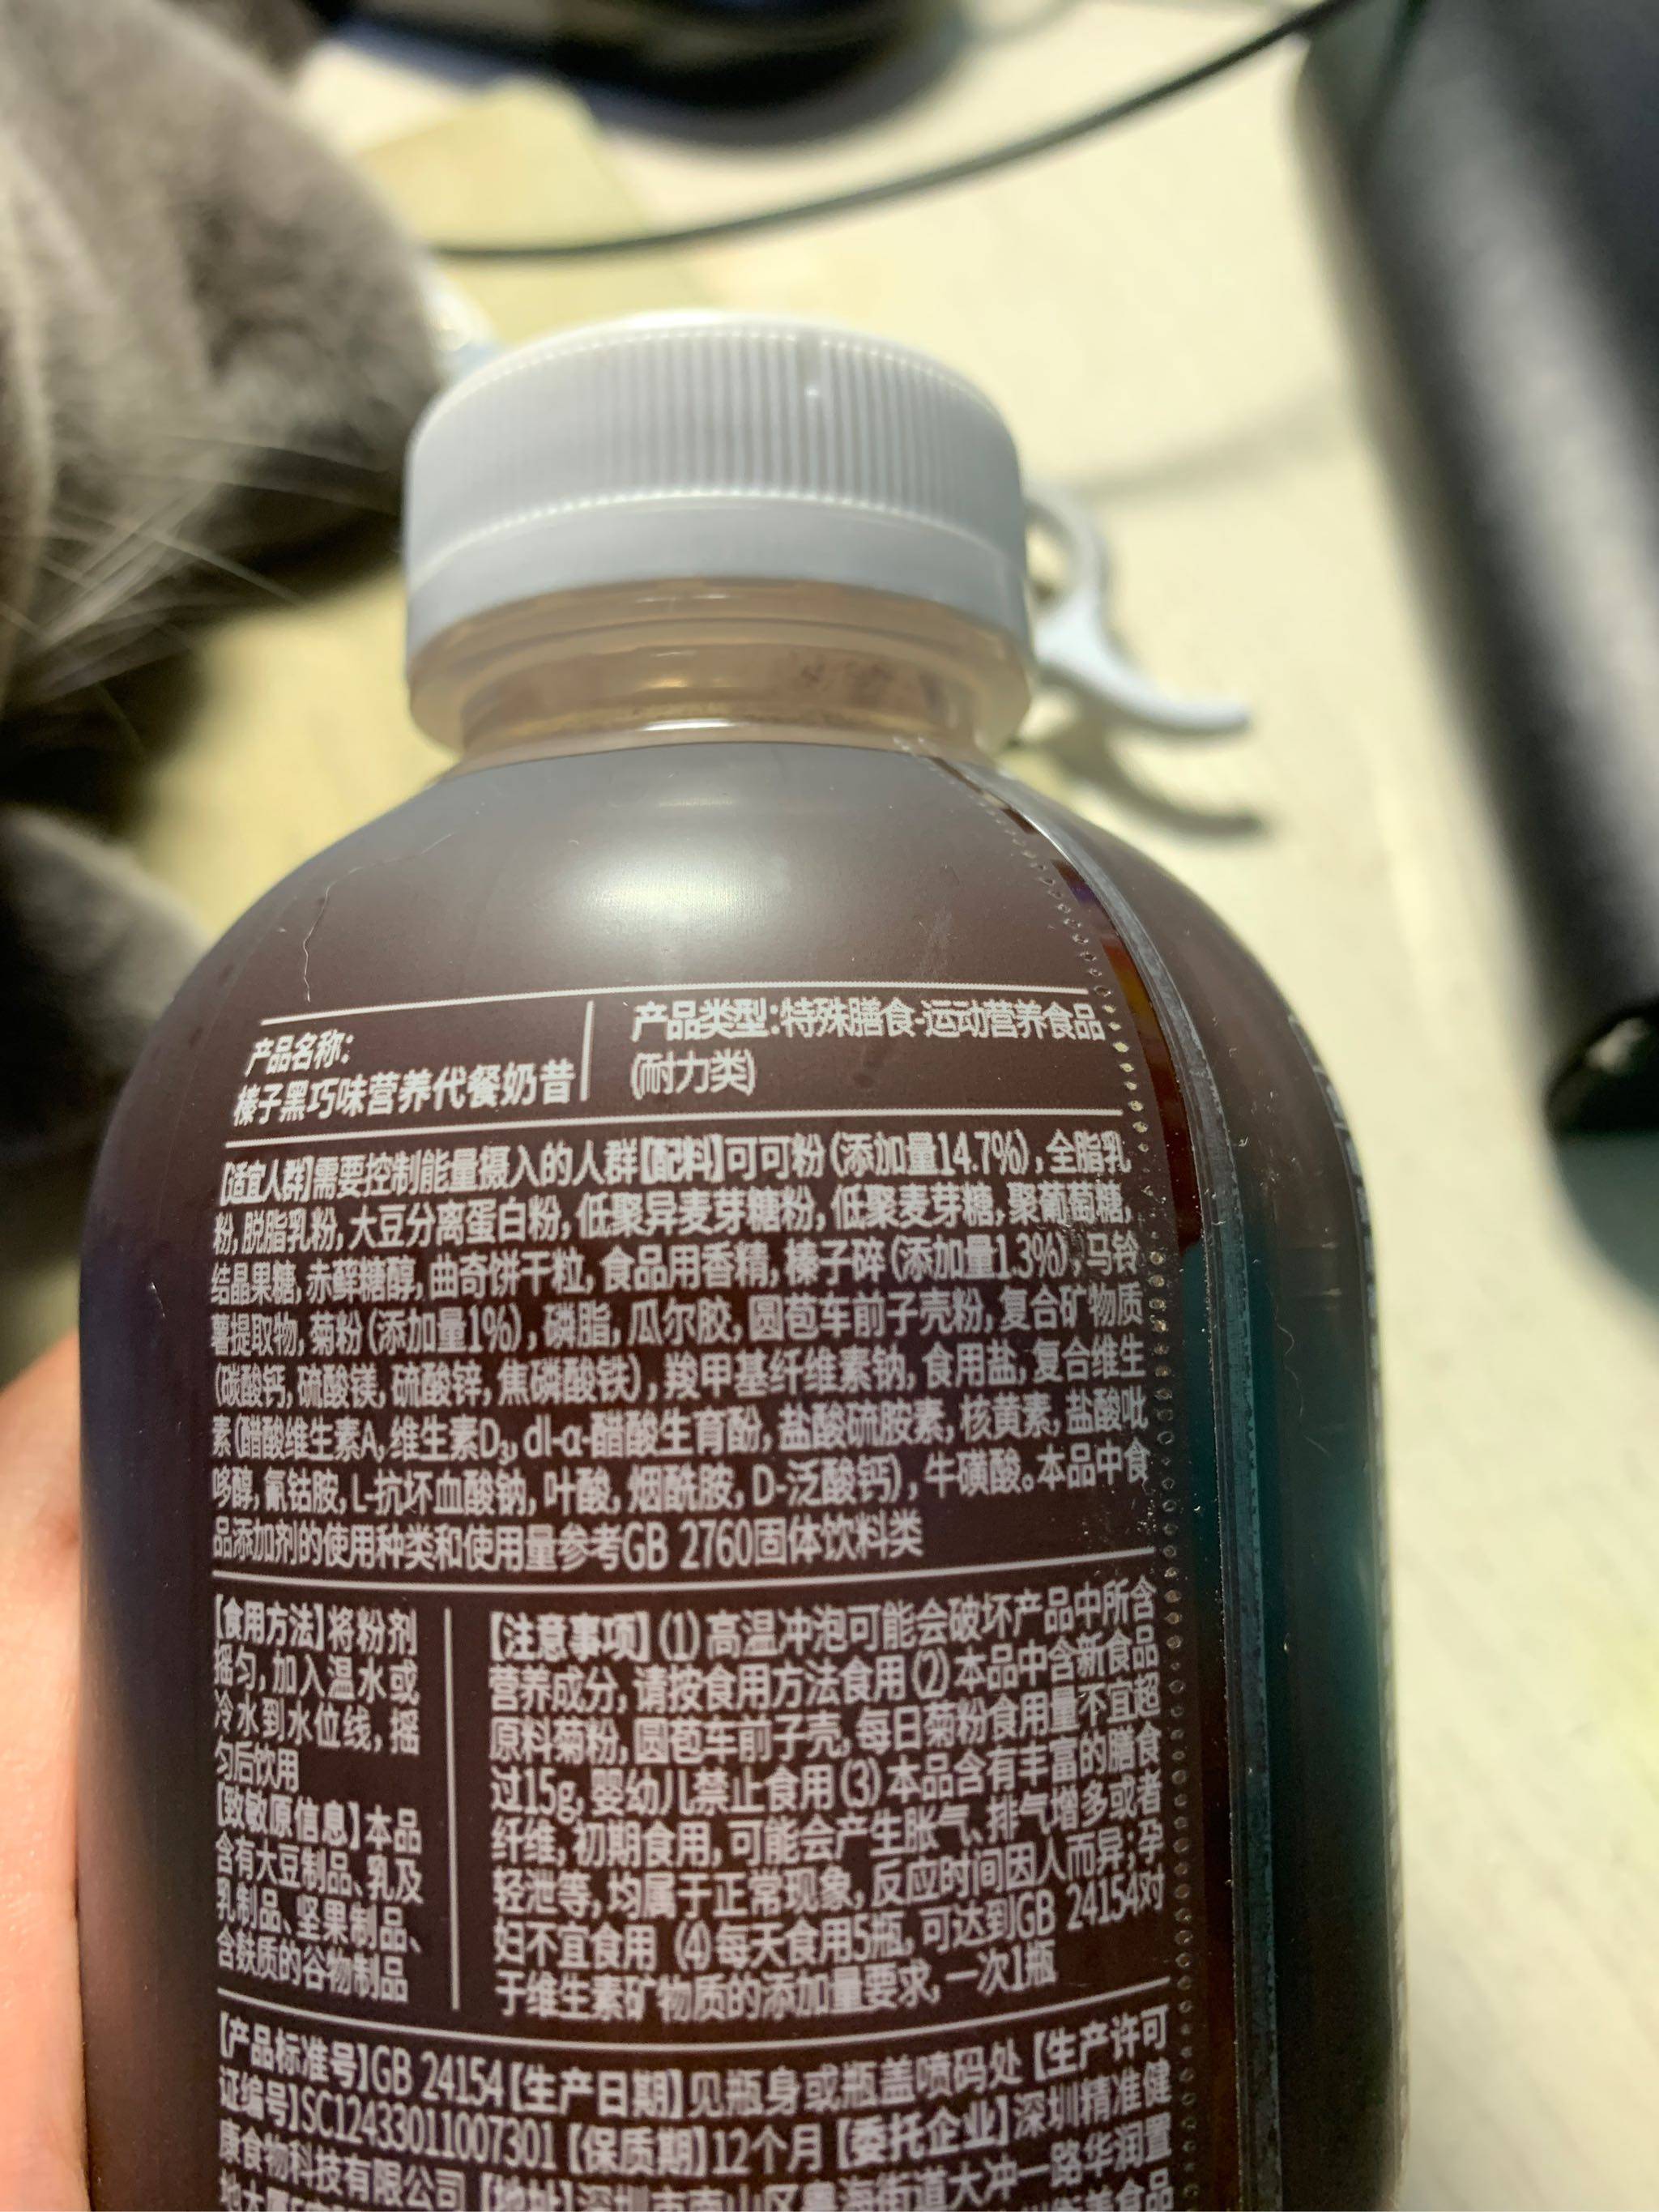 产品名称：
榛子黑巧味营养代餐奶昔
产品类型：特殊膳食-运动营养食品
（耐力类）
【适宜人群】需要控制能量摄入的人群【配料】可可粉（添加量14.7%），全脂乳
粉，脱脂乳粉，大豆分离蛋白粉，低聚异麦芽糖粉，低聚麦芽糖，聚葡萄糖，
结晶果糖，赤藓糖醇，曲奇饼干粒，食品用香精，榛子碎（添加量1.3%），马铃
薯提取物，菊粉（添加量1%），磷脂，瓜尔胶，圆苞车前子壳粉，复合矿物质
（碳酸钙，硫酸镁，硫酸锌，焦磷酸铁），羧甲基纤维素钠，食用盐，复合维生
素（醋酸维生素A，维生素D₃，dl-α-醋酸生育酚，盐酸硫胺素，核黄素，盐酸吡
哆醇，氰钴胺，L-抗坏血酸钠，叶酸，烟酰胺，D-泛酸钙），牛磺酸。本品中食
品添加剂的使用种类和使用量参考GB 2760固体饮料类
【食用方法】将粉剂
摇匀，加入温水或
冷水到水位线，摇
匀后饮用
【致敏原信息】本品
含有大豆制品、乳及
乳制品、坚果制品、
含麸质的谷物制品
【注意事项】（1）高温冲泡可能会破坏产品中所含
营养成分，请按食用方法食用（2）本品中含新食品
原料菊粉，圆苞车前子壳，每日菊粉食用量不宜超
过15g，婴幼儿禁止食用（3）本品含有丰富的膳食
纤维，初期食用，可能会产生胀气、排气增多或者
轻泄等，均属于正常现象，反应时间因人而异；孕
妇不宜食用（4）每天食用5瓶，可达到GB 24154对
于维生素矿物质的添加量要求，一次1瓶
【产品标准号】GB 24154【生产日期】见瓶身或瓶盖喷码处【生产许可
证编号】SC12433011007301【保质期】12个月【委托企业】深圳精准健
康食物科技有限公司【地址】深圳市南山区粤海街道大冲一路华润置